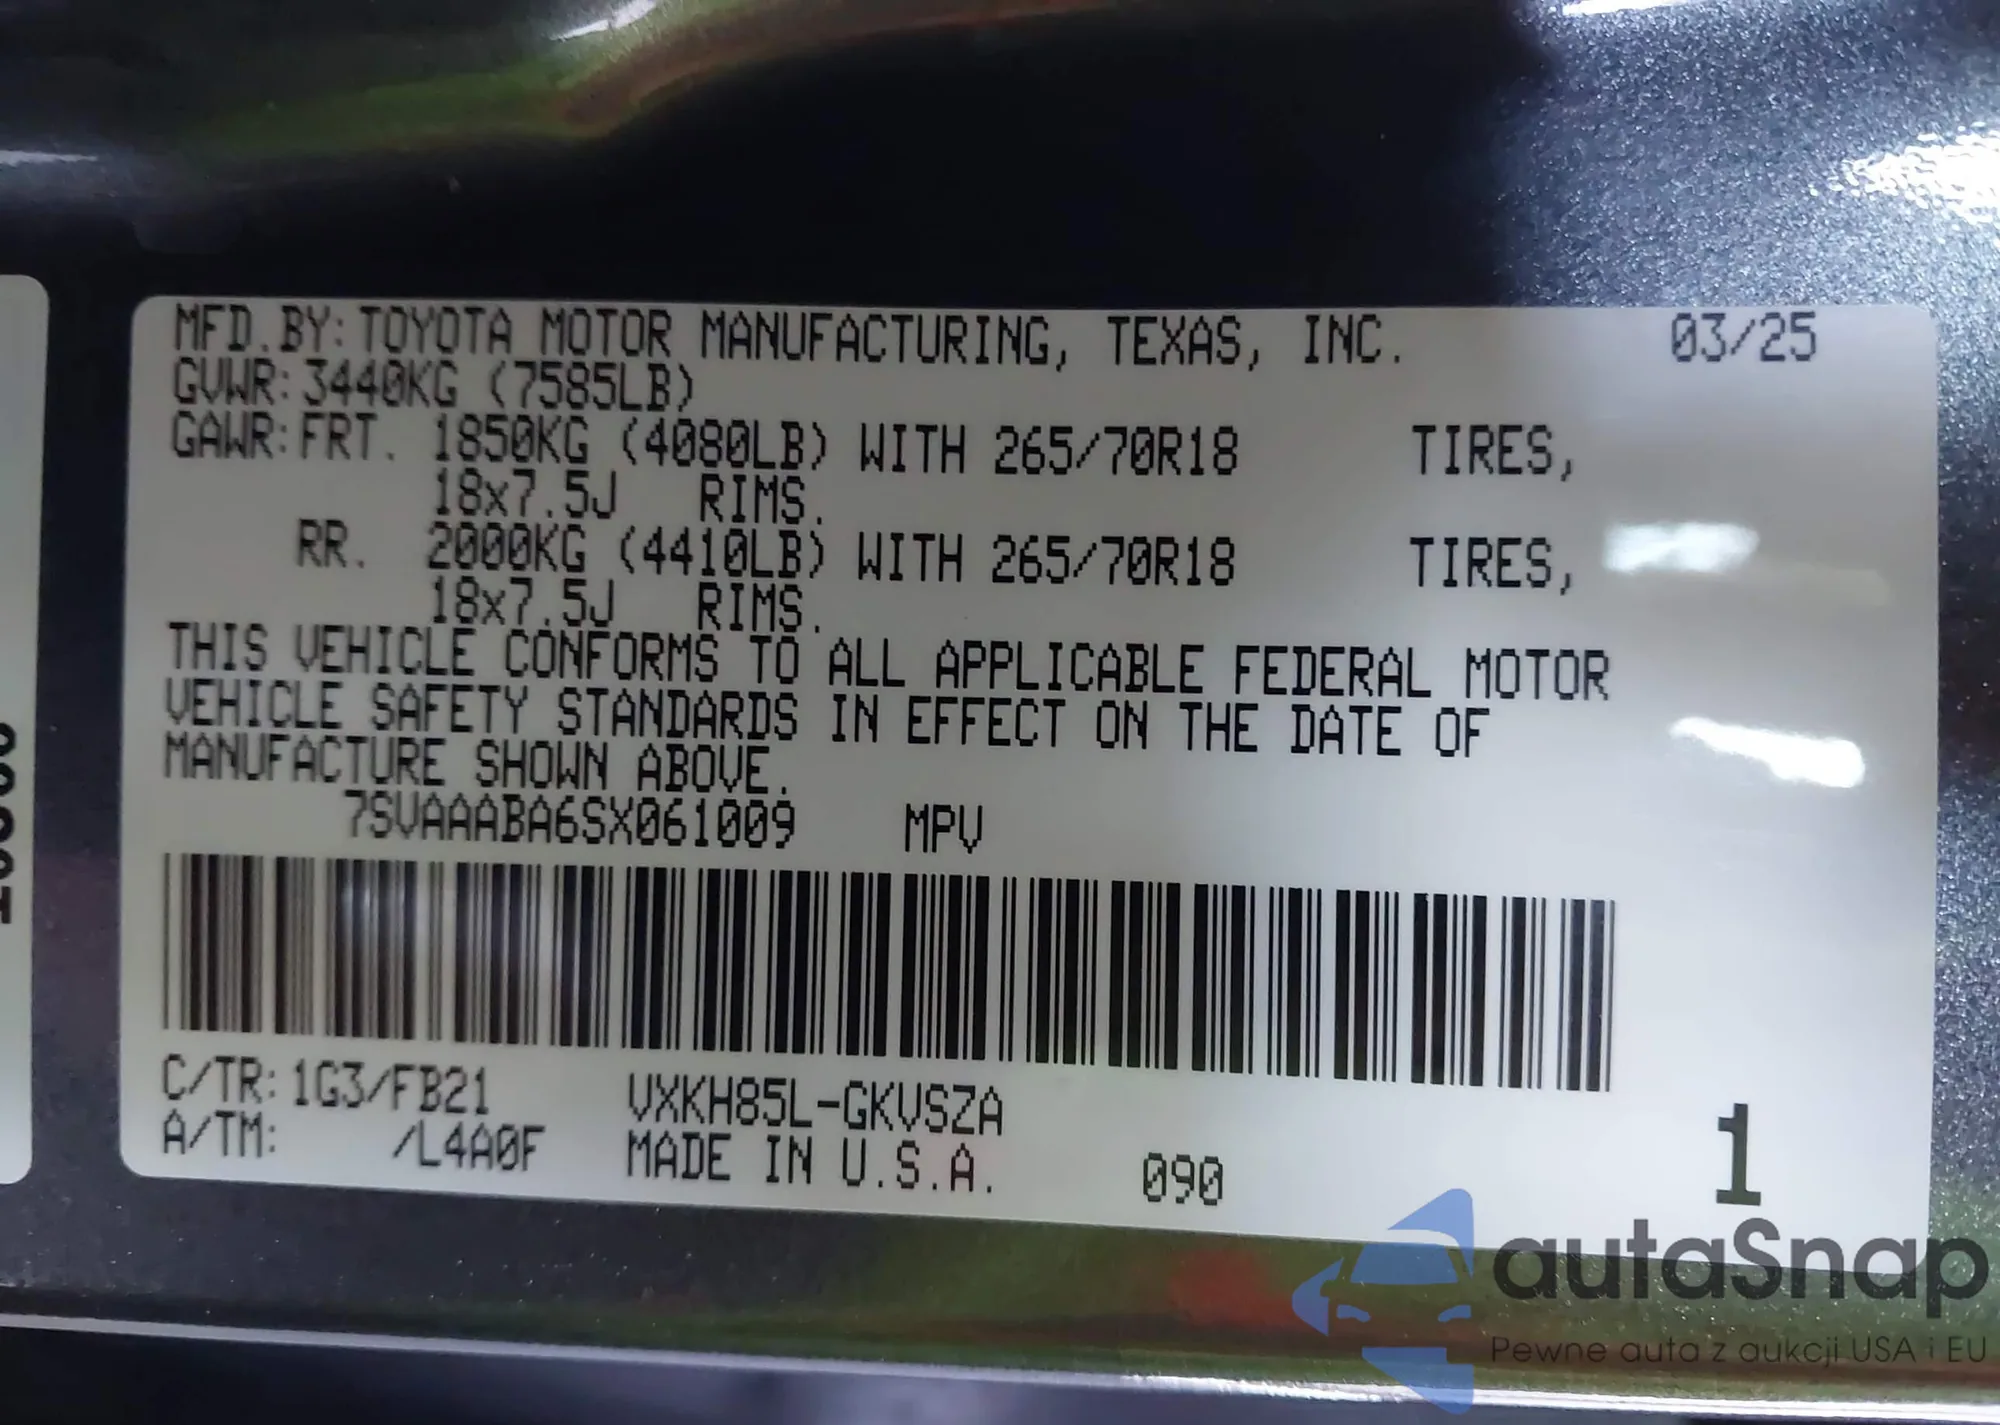 MFD.BY:TOYOTA MOTOR MANUFACTURING, TEXAS, INC. 03/25
GVWR:3440KG (7585LB)
GAWR:FRT. 1850KG (4080LB) WITH 265/70R18 TIRES,
18x7.5J RIMS.
RR. 2000KG (4410LB) WITH 265/70R18 TIRES,
18x7.5J RIMS.
THIS VEHICLE CONFORMS TO ALL APPLICABLE FEDERAL MOTOR
VEHICLE SAFETY STANDARDS IN EFFECT ON THE DATE OF
MANUFACTURE SHOWN ABOVE.
7SVAAABA6SX061009 MPV
C/TR:1G3/FB21 VXKH85L-GKVSZA
A/TM: /L4A0F MADE IN U.S.A. 090 1
autaSnap
Pewne auta z aukcji USA i EU